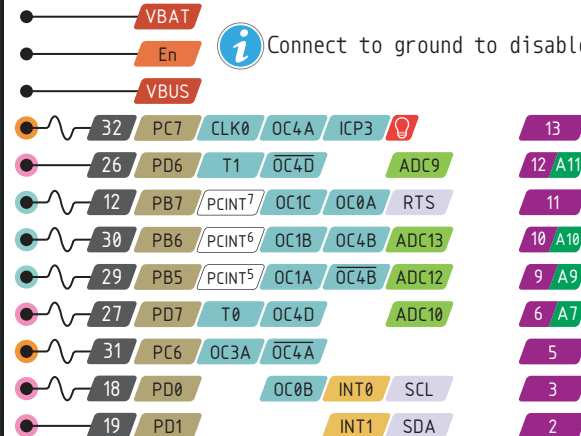 VBAT
En Connect to ground to disable
VBUS
32 PC7 CLK0 OC4A ICP3 13
26 PD6 T1 OC4D ADC9 12 A11
12 PB7 PCINT7 OC1C OC0A RTS 11
30 PB6 PCINT6 OC1B OC4B ADC13 10 A10
29 PB5 PCINT5 OC1A OC4B ADC12 9 A9
27 PD7 T0 OC4D ADC10 6 A7
31 PC6 OC3A OC4A 5
18 PD0 OC0B INT0 SCL 3
19 PD1 INT1 SDA 2